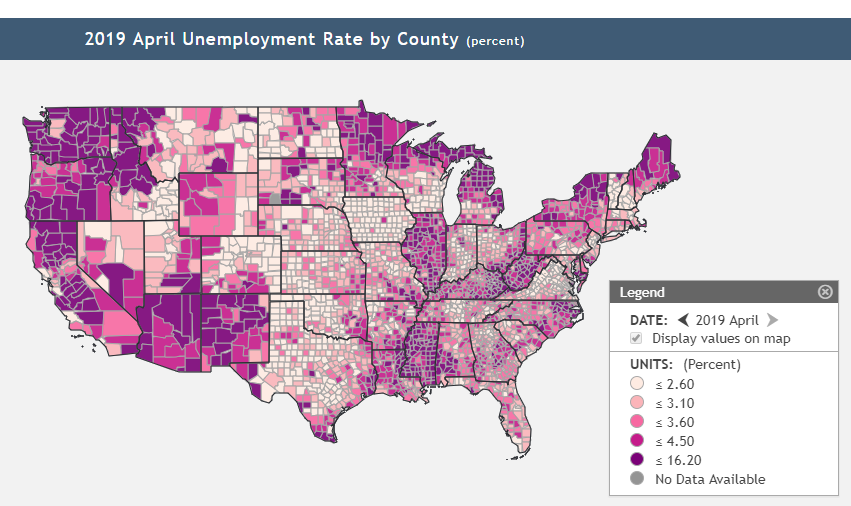 2019 April Unemployment Rate by County (percent)
Legend
DATE: 2019 April
Display values on map
UNITS: (Percent)
≤ 2.60
≤ 3.10
≤ 3.60
≤ 4.50
≤ 16.20
No Data Available